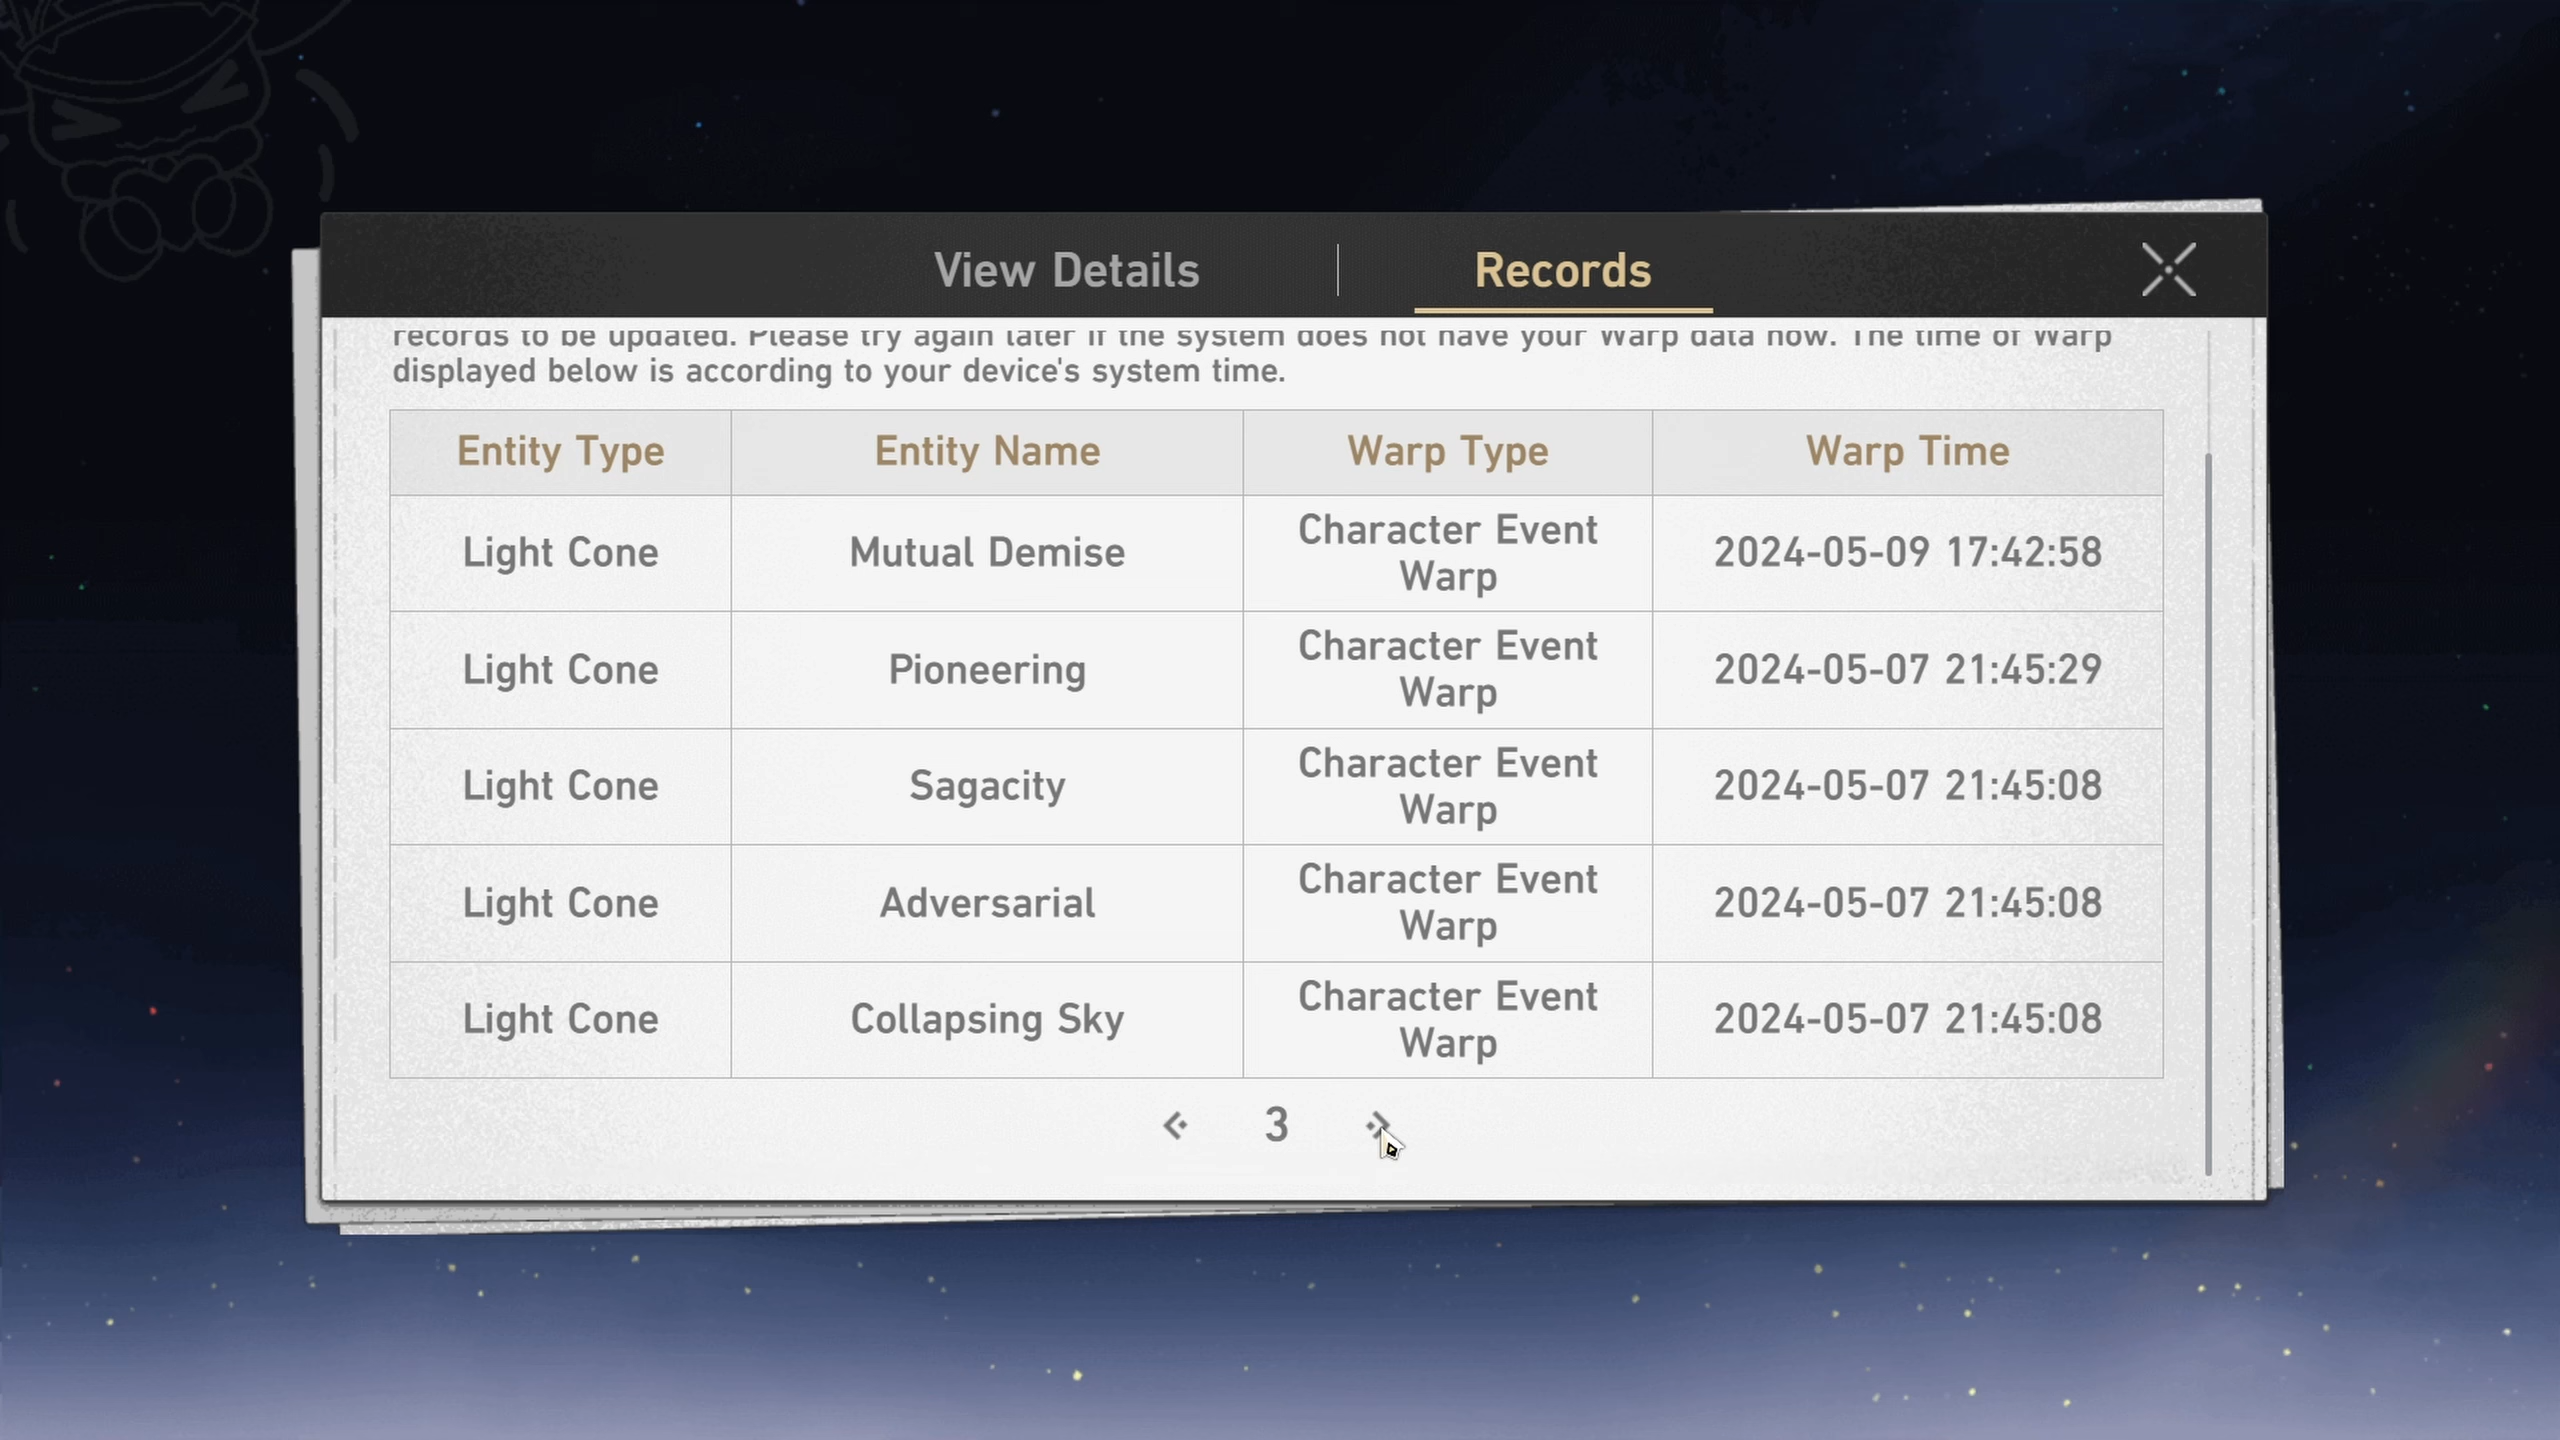 View Details
Records
records to be updated. Please try again later if the system does not have your Warp data now. The time of Warp
displayed below is according to your device's system time.
Entity Type Entity Name Warp Type Warp Time
Light Cone Mutual Demise Character Event Warp 2024-05-09 17:42:58
Light Cone Pioneering Character Event Warp 2024-05-07 21:45:29
Light Cone Sagacity Character Event Warp 2024-05-07 21:45:08
Light Cone Adversarial Character Event Warp 2024-05-07 21:45:08
Light Cone Collapsing Sky Character Event Warp 2024-05-07 21:45:08
3